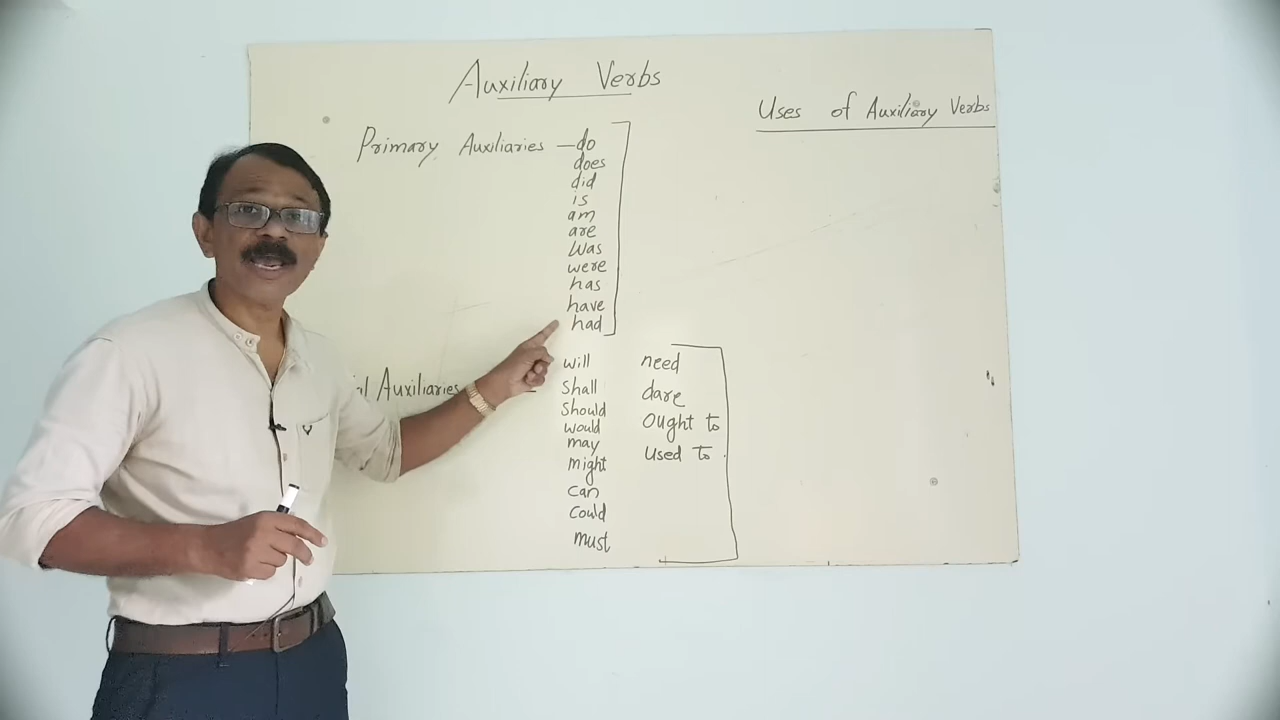 Auxiliary Verbs
Uses of Auxiliary Verbs
Primary Auxiliaries — do
does
did
is
am
are
Was
were
has
have
had
Auxiliaries
will
Shall
Should
would
may
might
can
Could
must
need
dare
Ought to
Used to